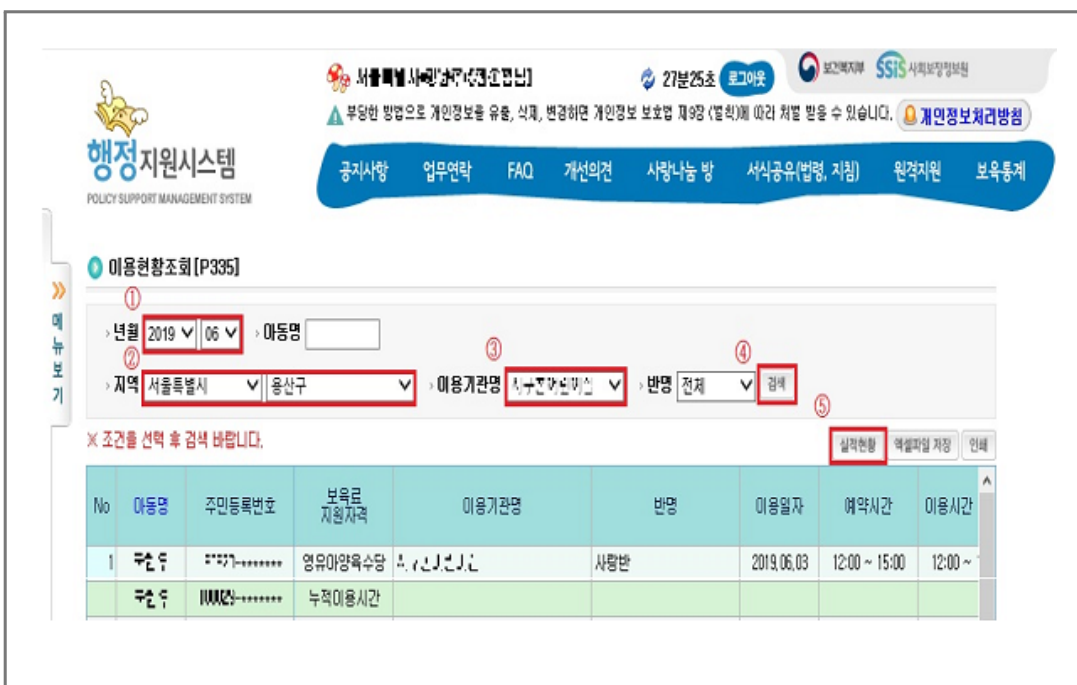 27분25초 로그아웃 보건복지부 SSiS 사회보장정보원
부당한 방법으로 개인정보를 유출, 삭제, 변경하면 개인정보 보호법 제9장 (벌칙)에 따라 처벌 받을 수 있습니다. 개인정보처리방침
행정지원시스템
POLICY SUPPORT MANAGEMENT SYSTEM
공지사항 업무연락 FAQ 개선의견 사랑나눔 방 서식공유(법령, 지침) 원격지원 보육통계
이용현황조회[P335]
메뉴보기
①
› 년월 2019 06 › 아동명
② ③ ④
› 지역 서울특별시 용산구 › 이용기관명 › 반명 전체 검색
⑤
※ 조건을 선택 후 검색 바랍니다. 실적현황 엑셀파일 저장 인쇄
No 아동명 주민등록번호 보육료 지원자격 이용기관명 반명 이용일자 예약시간 이용시간
1 영유아양육수당 사랑반 2019.06.03 12:00 ~ 15:00 12:00 ~
누적이용시간